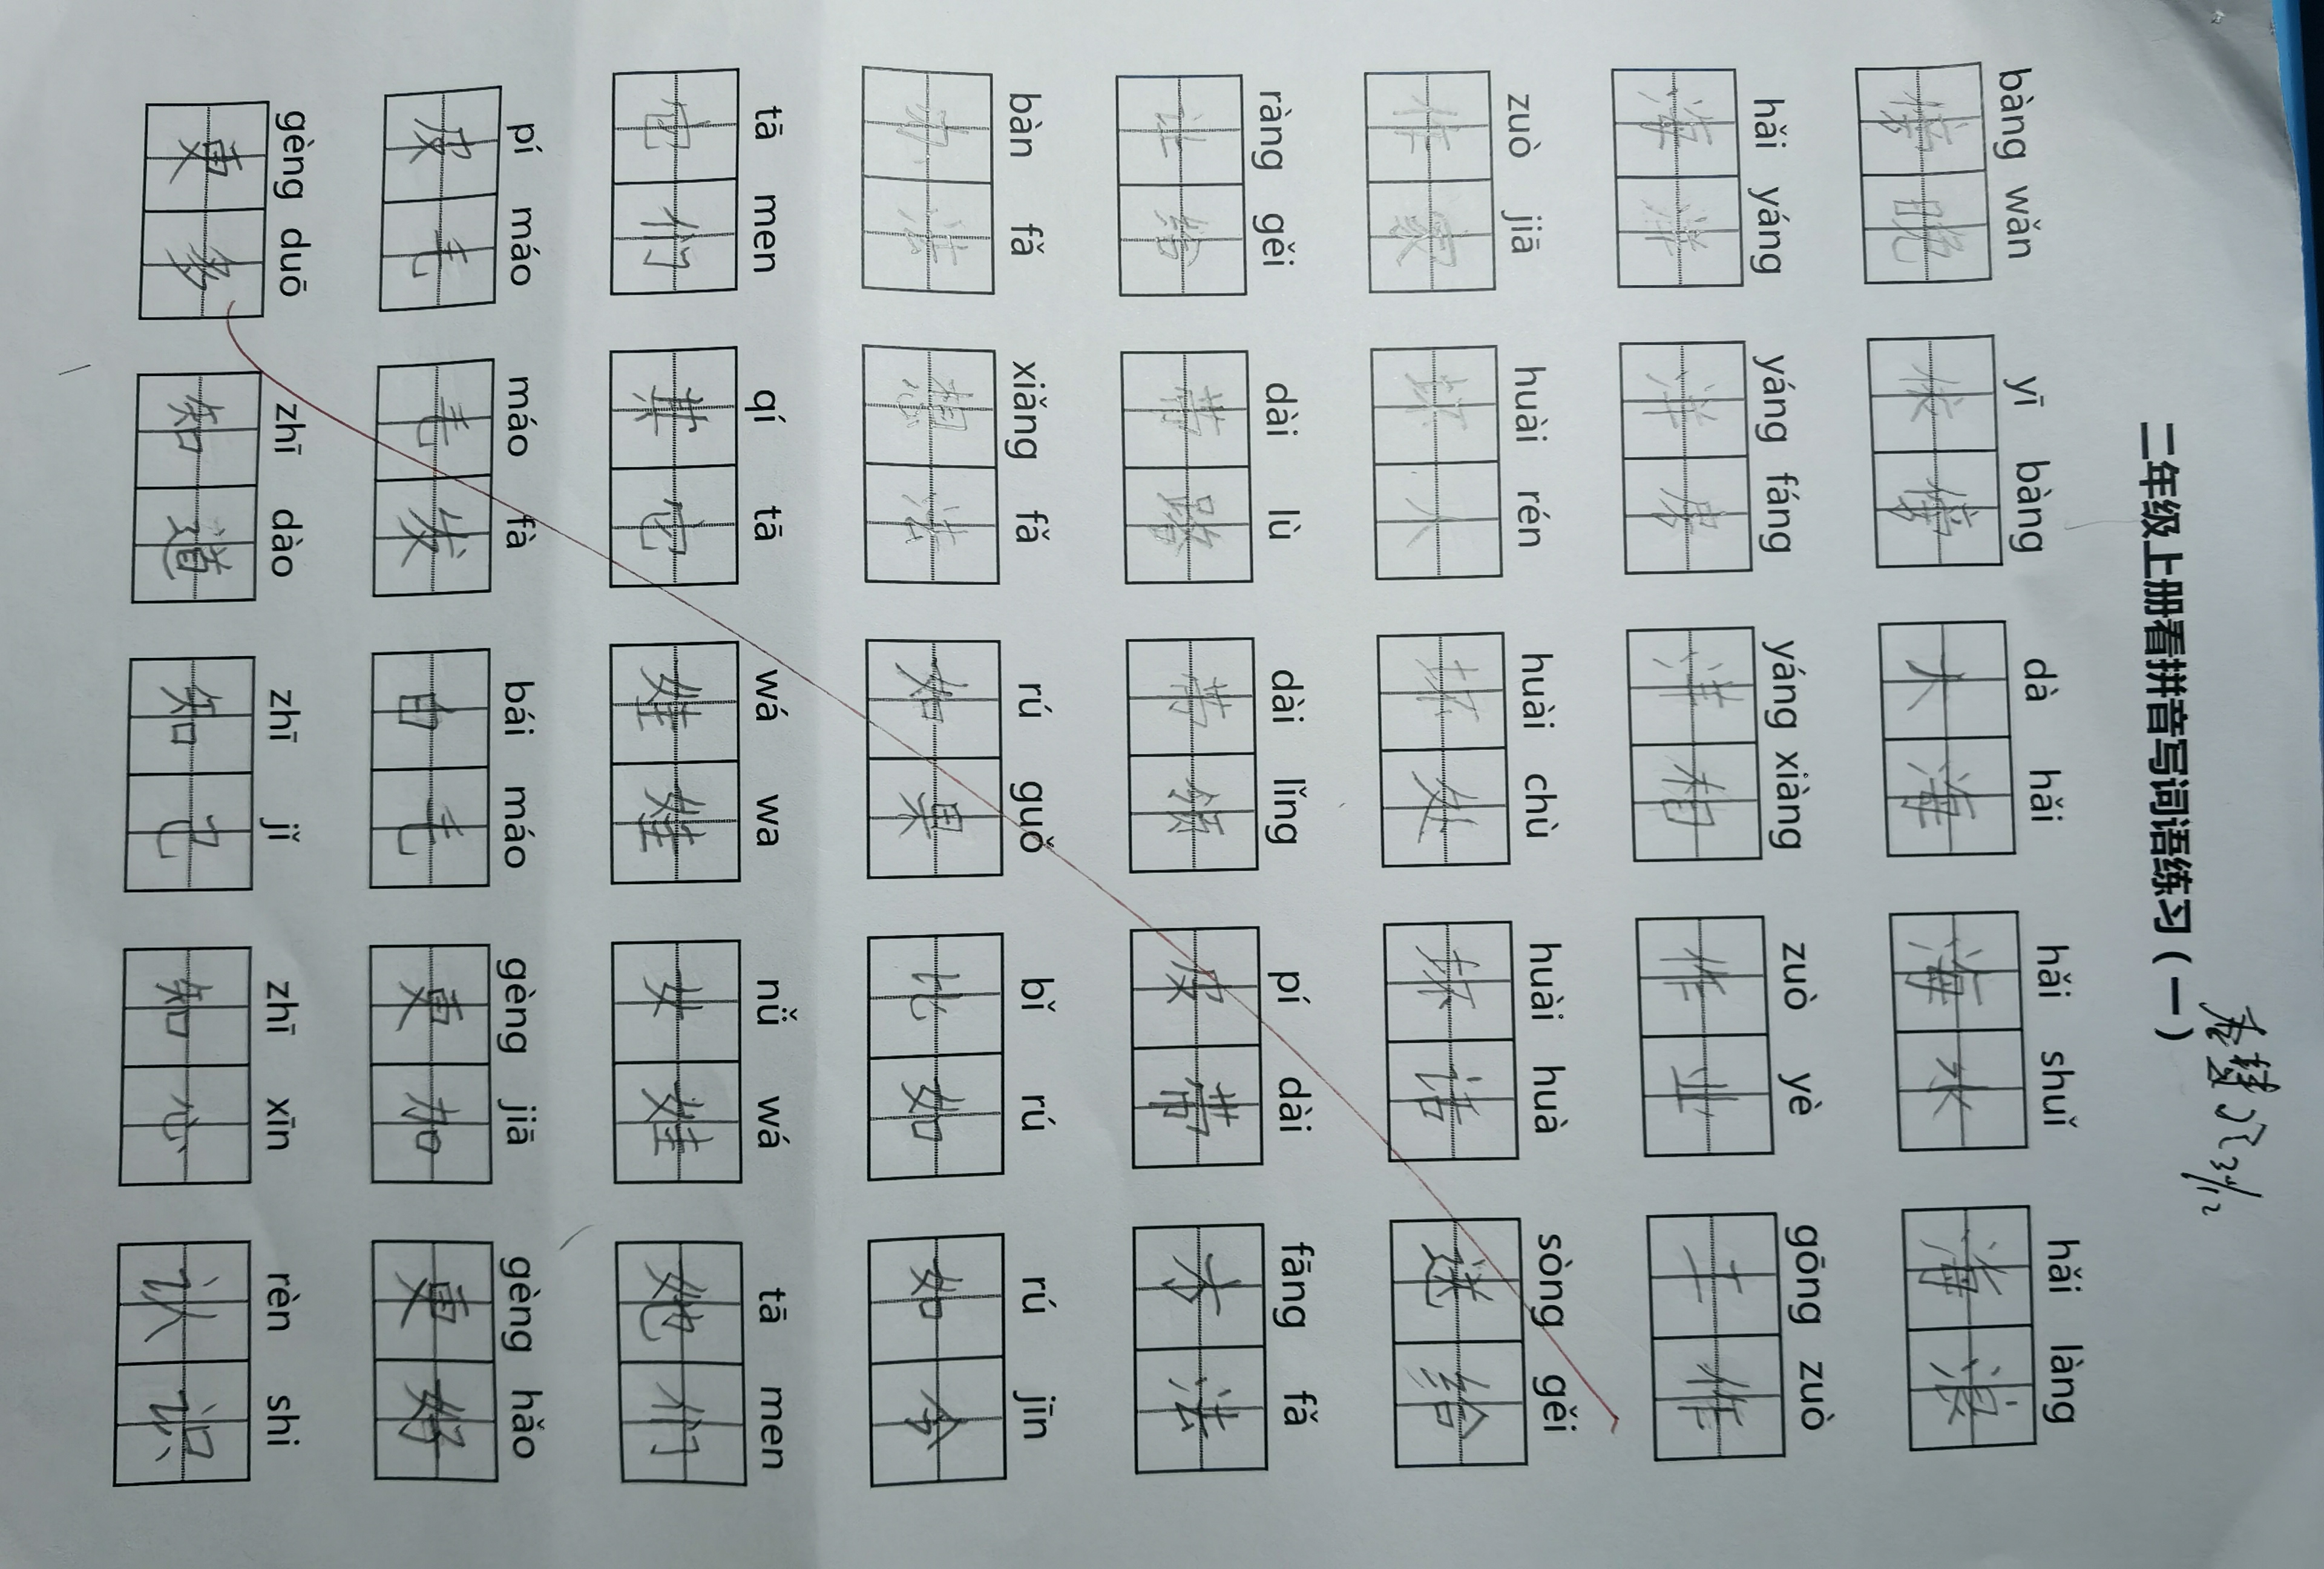 二年级上册看拼音写词语练习（一）
31/12
bàng wǎn yī bàng dà hǎi hǎi shuǐ hǎi làng
傍晚 依傍 大海 海水 海浪
hǎi yáng yáng fáng yáng xiàng zuò yè gōng zuò
海洋 洋房 洋相 作业 工作
zuò jiā huài rén huài chù huài huà sòng gěi
作家 坏人 坏处 坏话 送给
ràng gěi dài lù dài lǐng pí dài fāng fǎ
让给 带路 带领 皮带 方法
bàn fǎ xiǎng fǎ rú guǒ bǐ rú rú jīn
办法 想法 如果 比如 如今
tā men qí tā wá wa nǚ wá tā men
它们 其它 娃娃 女娃 她们
pí máo máo fà bái máo gèng jiā gèng hǎo
皮毛 毛发 白毛 更加 更好
gèng duō zhī dào zhī jǐ zhī xīn rèn shi
更多 知道 知己 知心 认识